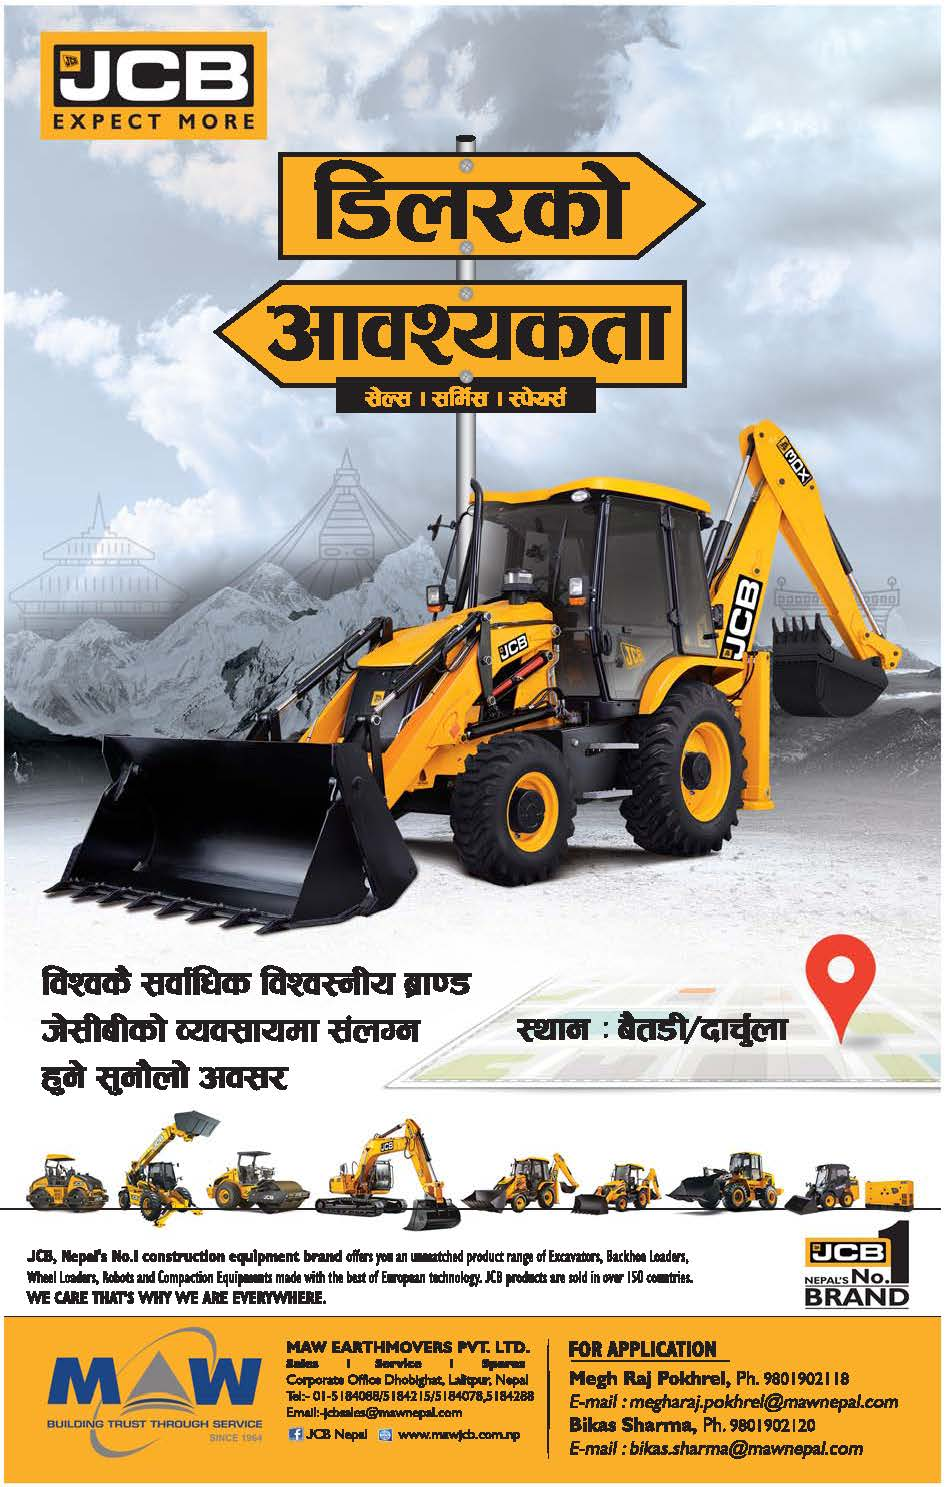 JCB
EXPECT MORE
डिलरको
आवश्यकता
सेल्स । सर्भिस । स्पेयर्स
3DX
JCB
JCB
JCB
विश्वकै सर्वाधिक विश्वस्नीय ब्राण्ड
जेसीबीको व्यवसायमा संलग्न
हुने सुनौलो अवसर
स्थान : बैतडी/दार्चुला
JCB
JCB, Nepal's No.1 construction equipment brand offers you an unmatched product range of Excavators, Backhoe Loaders,
Wheel Loaders, Robots and Compaction Equipments made with the best of European technology. JCB products are sold in over 150 countries.
WE CARE THAT'S WHY WE ARE EVERYWHERE.
JCB
NEPAL'S No.1
BRAND
MAW
BUILDING TRUST THROUGH SERVICE
SINCE 1964
MAW EARTHMOVERS PVT. LTD.
Sales | Service | Spares
Corporate Office Dhobighat, Lalitpur, Nepal
Tel:- 01-5184088/5184215/5184078,5184288
Email:-jcbsales@mawnepal.com
JCB Nepal www.mawjcb.com.np
FOR APPLICATION
Megh Raj Pokhrel, Ph. 9801902118
E-mail : megharaj.pokhrel@mawnepal.com
Bikas Sharma, Ph. 9801902120
E-mail : bikas.sharma@mawnepal.com